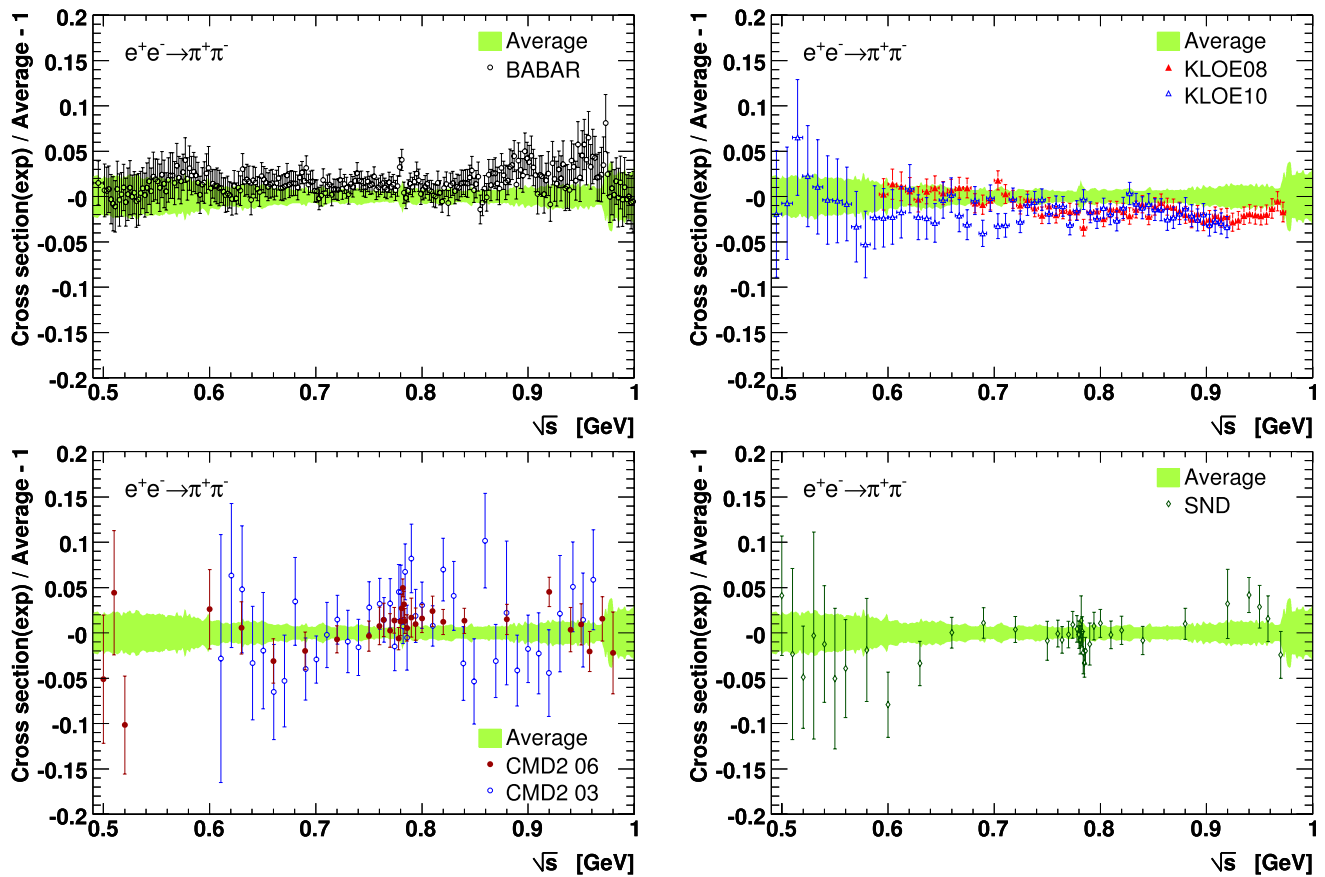 Cross section(exp) / Average - 1
0.2
0.15
0.1
0.05
-0
-0.05
-0.1
-0.15
-0.2
e⁺e⁻→π⁺π⁻
Average
BABAR
0.5 0.6 0.7 0.8 0.9 1
√s [GeV]
Cross section(exp) / Average - 1
0.2
0.15
0.1
0.05
-0
-0.05
-0.1
-0.15
-0.2
e⁺e⁻→π⁺π⁻
Average
KLOE08
KLOE10
0.5 0.6 0.7 0.8 0.9 1
√s [GeV]
Cross section(exp) / Average - 1
0.2
0.15
0.1
0.05
-0
-0.05
-0.1
-0.15
-0.2
e⁺e⁻→π⁺π⁻
Average
CMD2 06
CMD2 03
0.5 0.6 0.7 0.8 0.9 1
√s [GeV]
Cross section(exp) / Average - 1
0.2
0.15
0.1
0.05
-0
-0.05
-0.1
-0.15
-0.2
e⁺e⁻→π⁺π⁻
Average
SND
0.5 0.6 0.7 0.8 0.9 1
√s [GeV]